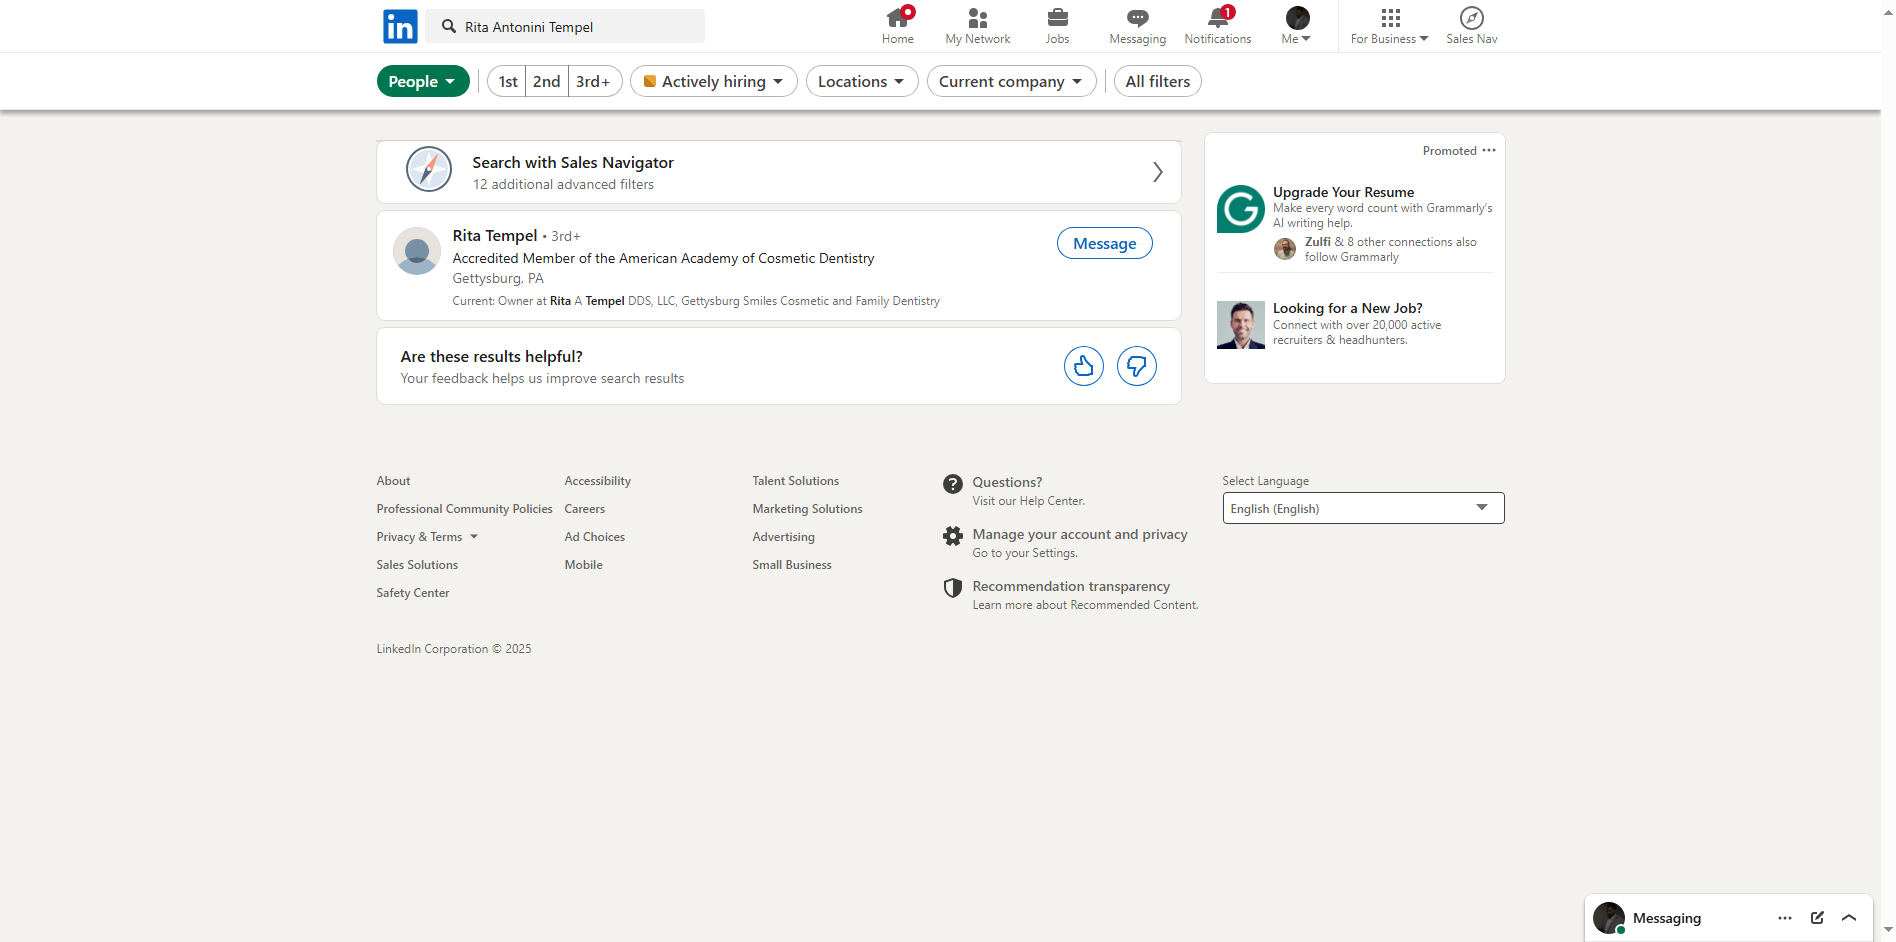 in
Rita Antonini Tempel
Home
My Network
Jobs
Messaging
1
Notifications
Me
For Business
Sales Nav
People
1st
2nd
3rd+
Actively hiring
Locations
Current company
All filters
Search with Sales Navigator
12 additional advanced filters
Rita Tempel • 3rd+
Accredited Member of the American Academy of Cosmetic Dentistry
Gettysburg, PA
Current: Owner at Rita A Tempel DDS, LLC, Gettysburg Smiles Cosmetic and Family Dentistry
Message
Are these results helpful?
Your feedback helps us improve search results
Promoted
Upgrade Your Resume
Make every word count with Grammarly's
AI writing help.
Zulfi & 8 other connections also
follow Grammarly
Looking for a New Job?
Connect with over 20,000 active
recruiters & headhunters.
About
Accessibility
Talent Solutions
Professional Community Policies
Careers
Marketing Solutions
Privacy & Terms
Ad Choices
Advertising
Sales Solutions
Mobile
Small Business
Safety Center
Questions?
Visit our Help Center.
Manage your account and privacy
Go to your Settings.
Recommendation transparency
Learn more about Recommended Content.
Select Language
English (English)
LinkedIn Corporation © 2025
Messaging